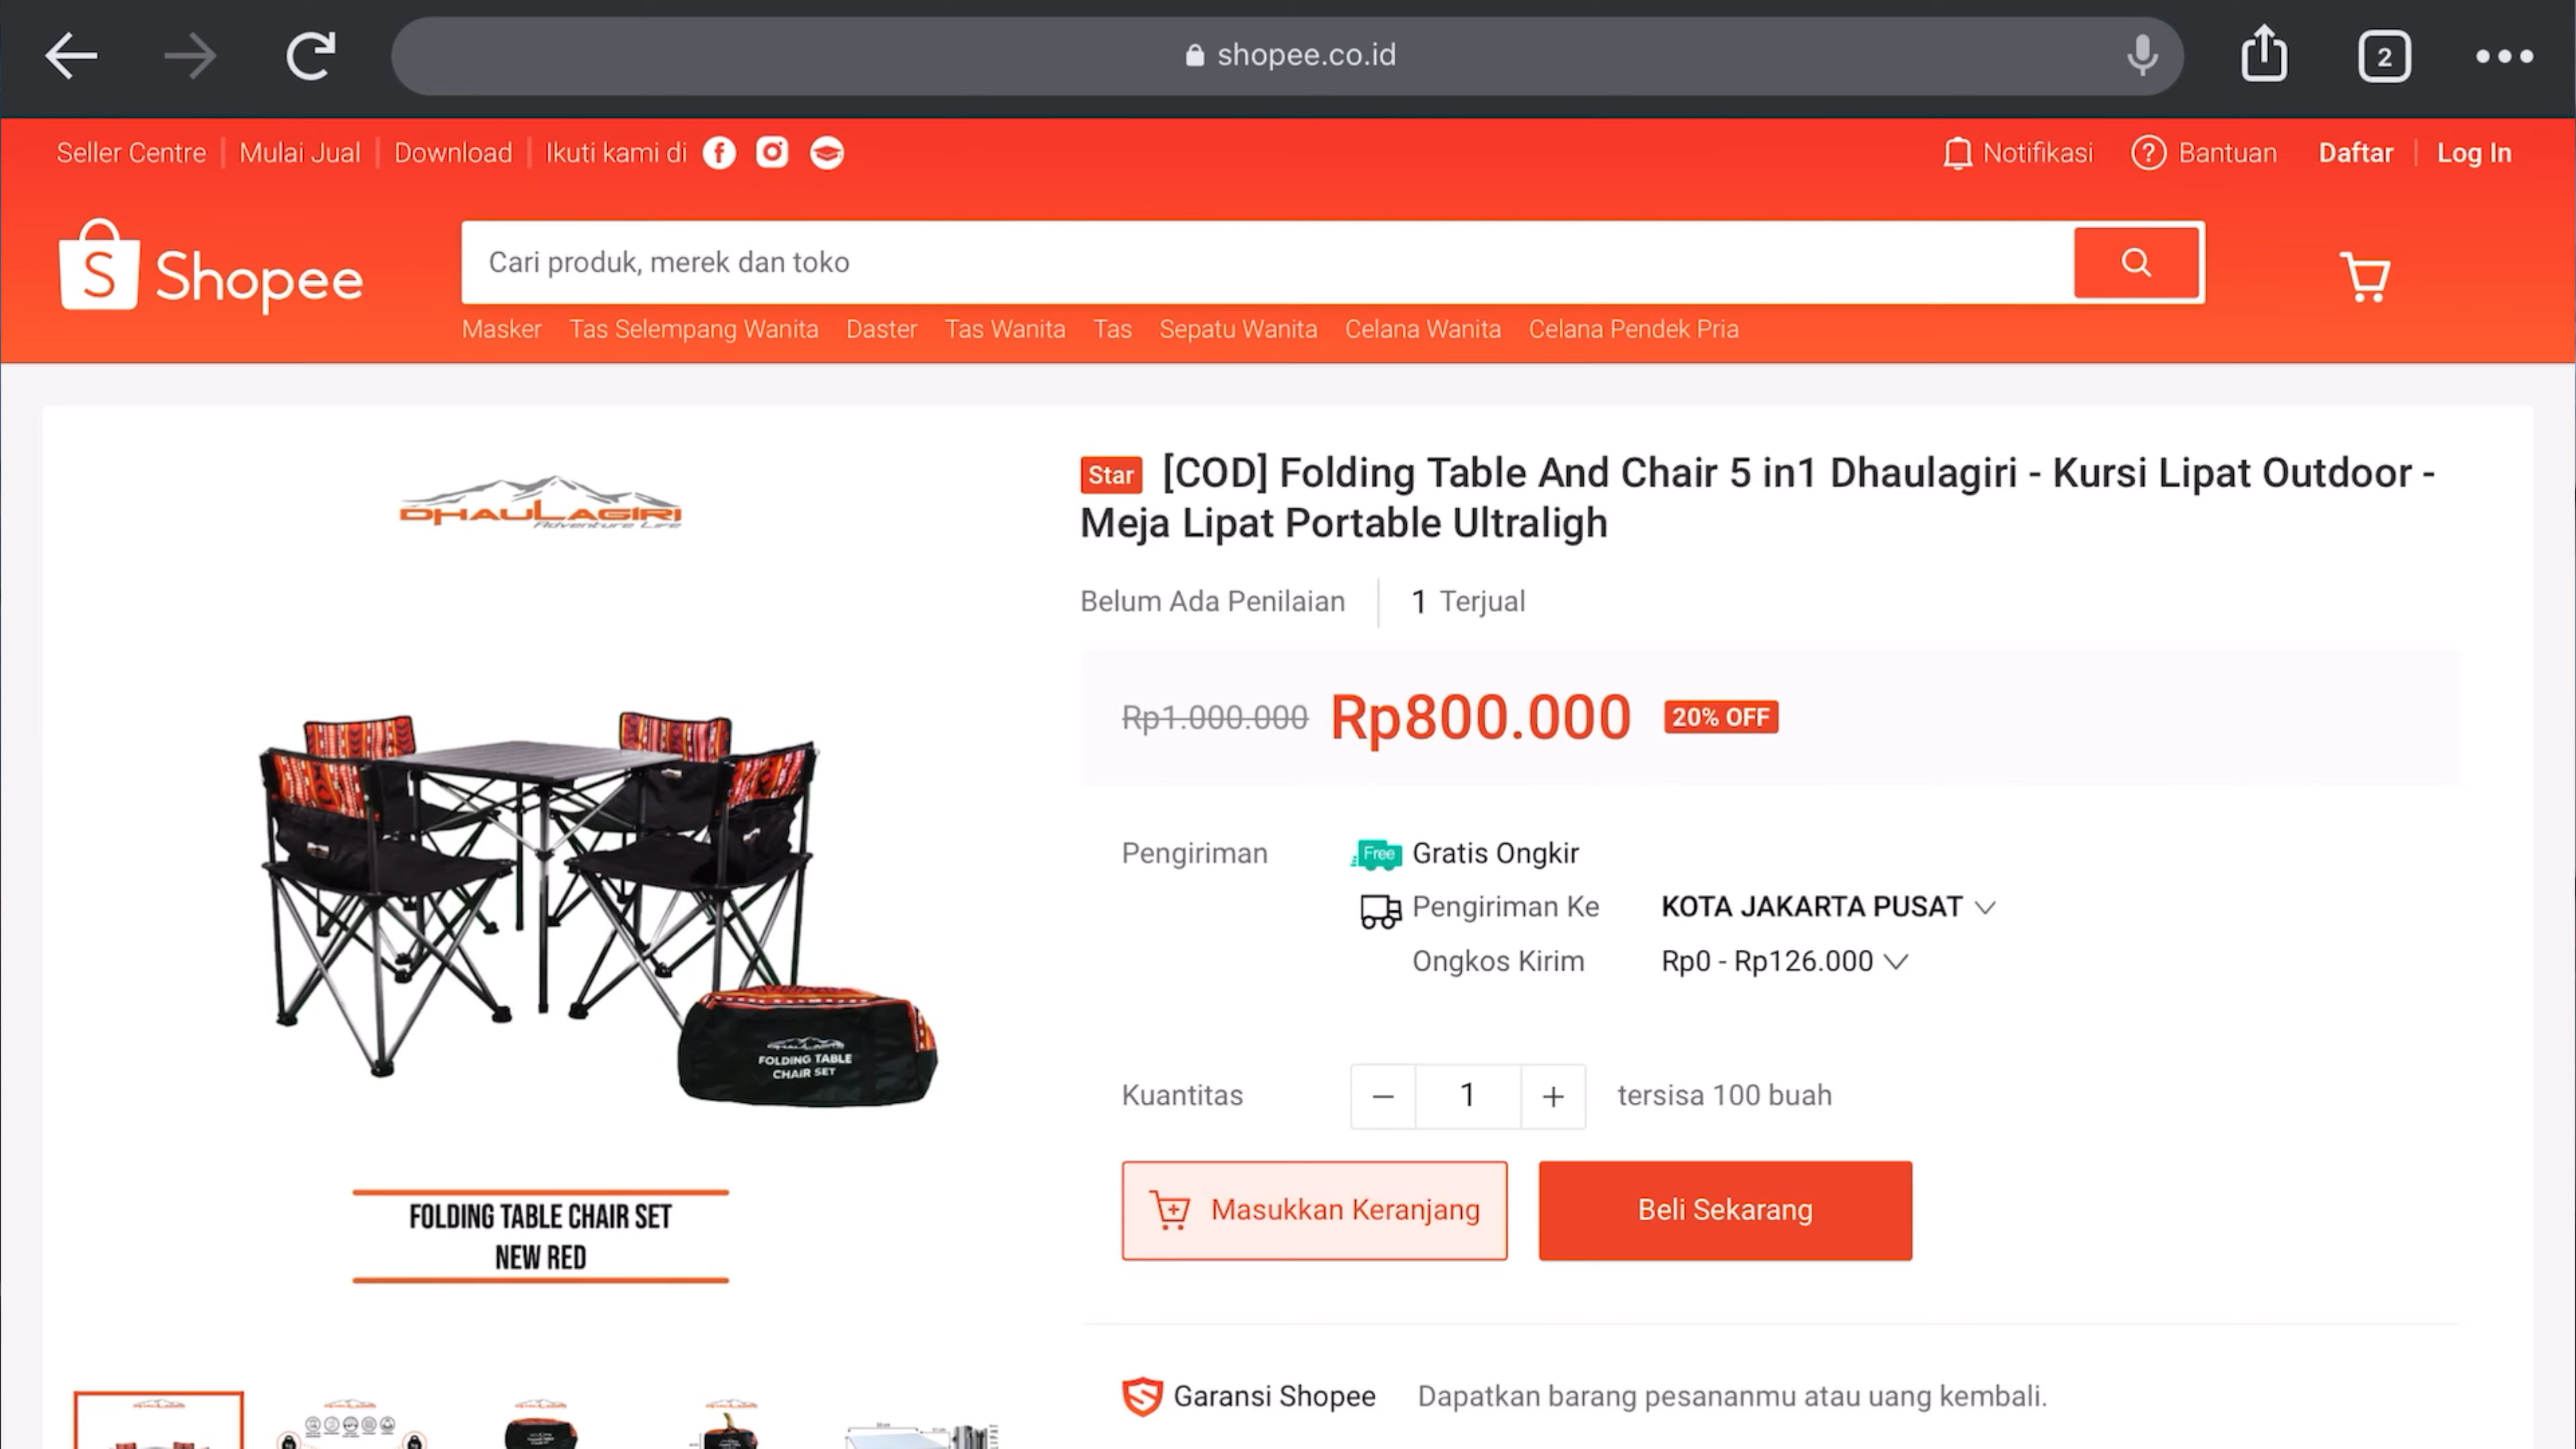 shopee.co.id
2
Seller Centre Mulai Jual Download Ikuti kami di
Notifikasi Bantuan Daftar Log In
Shopee
Cari produk, merek dan toko
Masker Tas Selempang Wanita Daster Tas Wanita Tas Sepatu Wanita Celana Wanita Celana Pendek Pria
DHAULAGIRI
Adventure Life
Star [COD] Folding Table And Chair 5 in1 Dhaulagiri - Kursi Lipat Outdoor -
Meja Lipat Portable Ultraligh
Belum Ada Penilaian 1 Terjual
Rp1.000.000 Rp800.000 20% OFF
Pengiriman Free Gratis Ongkir
Pengiriman Ke KOTA JAKARTA PUSAT
Ongkos Kirim Rp0 - Rp126.000
DHAULAGIRI
FOLDING TABLE
CHAIR SET
Kuantitas − 1 + tersisa 100 buah
Masukkan Keranjang Beli Sekarang
FOLDING TABLE CHAIR SET
NEW RED
Garansi Shopee Dapatkan barang pesananmu atau uang kembali.